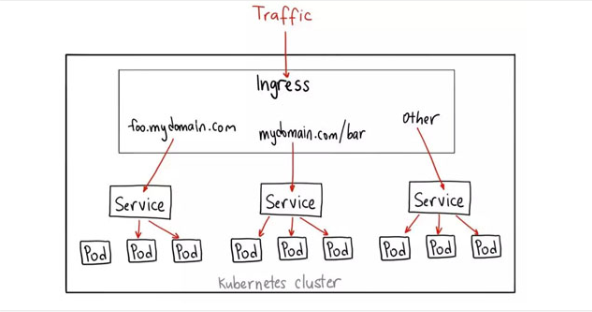 Traffic
Ingress
foo.mydomain.com
mydomain.com/bar
Other
Service
Service
Service
Pod
Pod
Pod
Pod
Pod
Pod
Pod
Pod
Pod
Kubernetes cluster